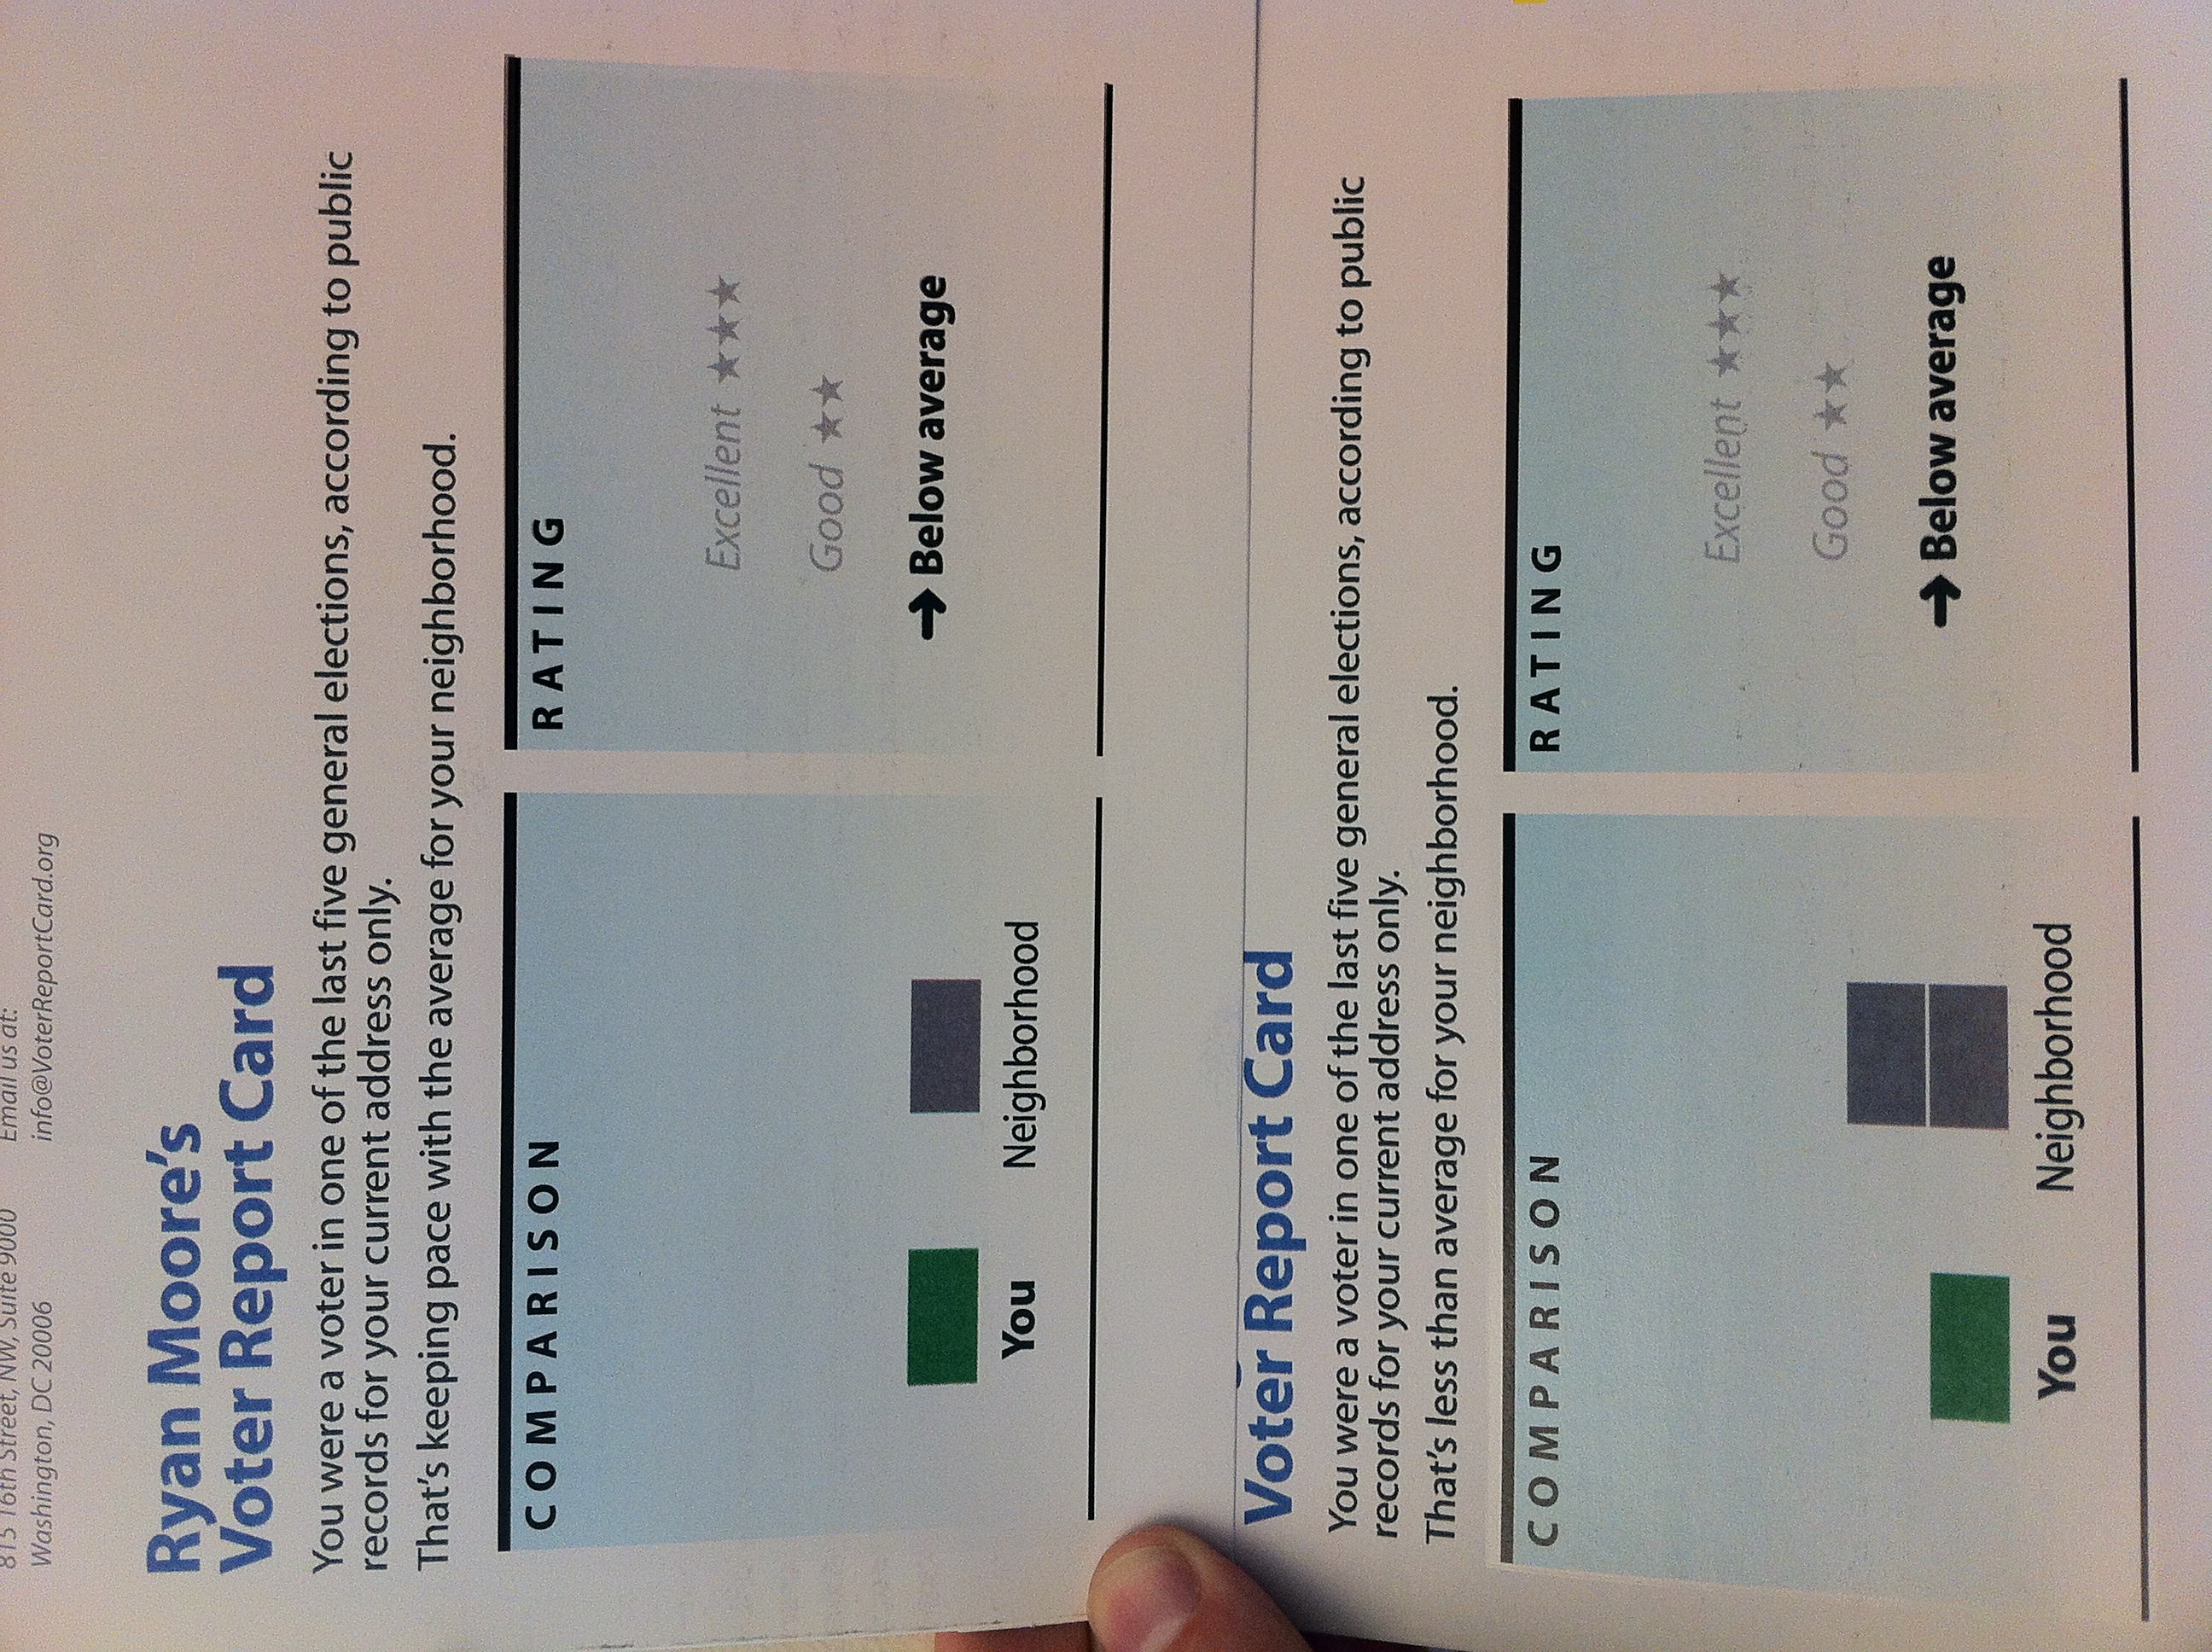 815 16th Street, NW, Suite 9000
Email us at:
Washington, DC 20006
info@VoterReportCard.org
Ryan Moore's
Voter Report Card
You were a voter in one of the last five general elections, according to public
records for your current address only.
That's keeping pace with the average for your neighborhood.
COMPARISON
You
Neighborhood
RATING
Excellent ★★★
Good ★★
→ Below average
Voter Report Card
You were a voter in one of the last five general elections, according to public
records for your current address only.
That's less than average for your neighborhood.
COMPARISON
You
Neighborhood
RATING
Excellent ★★★
Good ★★
→ Below average